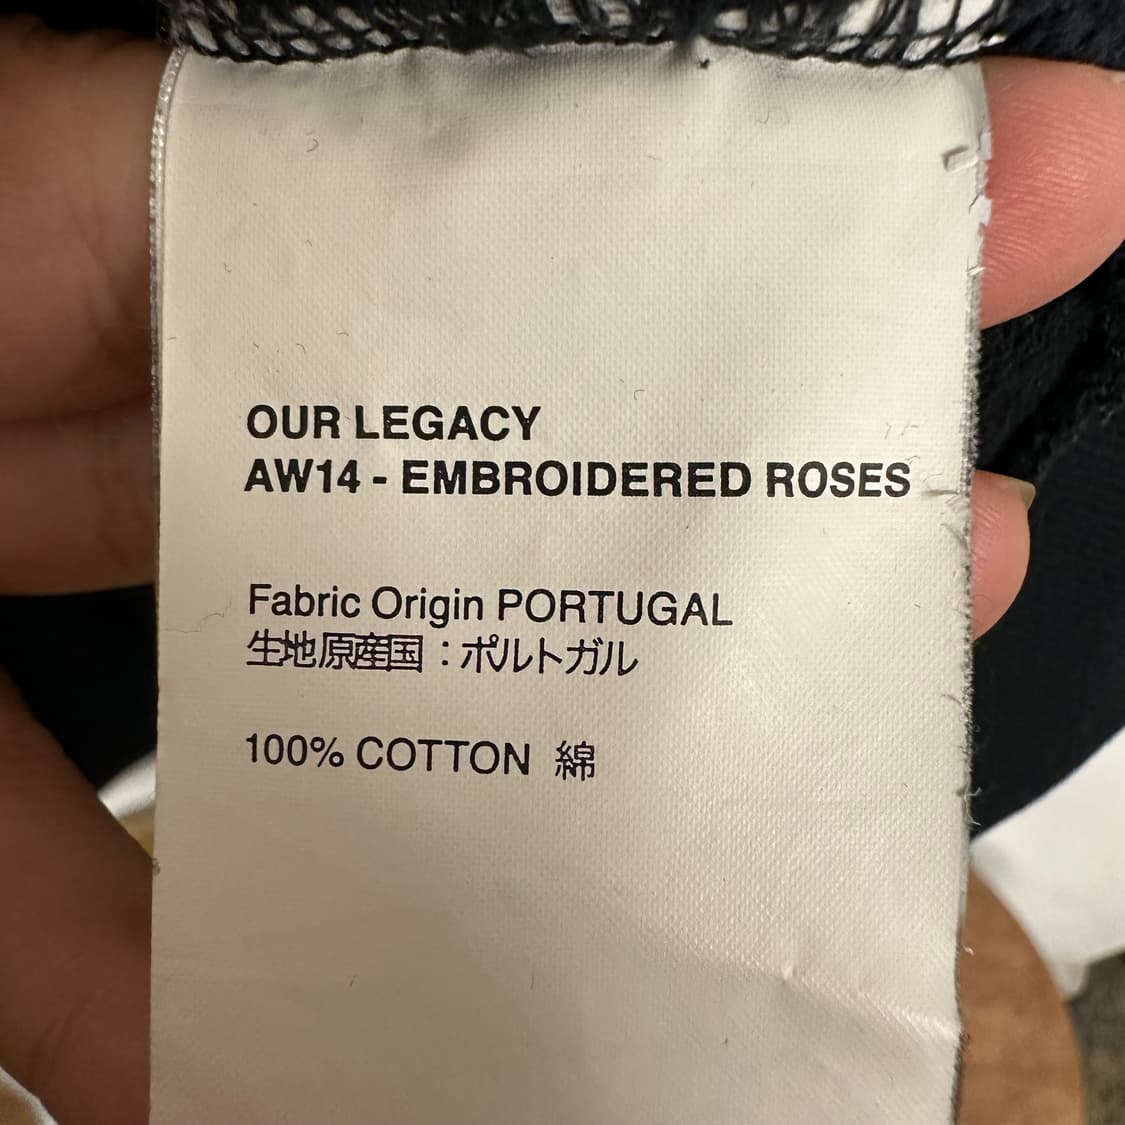 OUR LEGACY
AW14 - EMBROIDERED ROSES
Fabric Origin PORTUGAL
生地原産国：ポルトガル
100% COTTON 綿